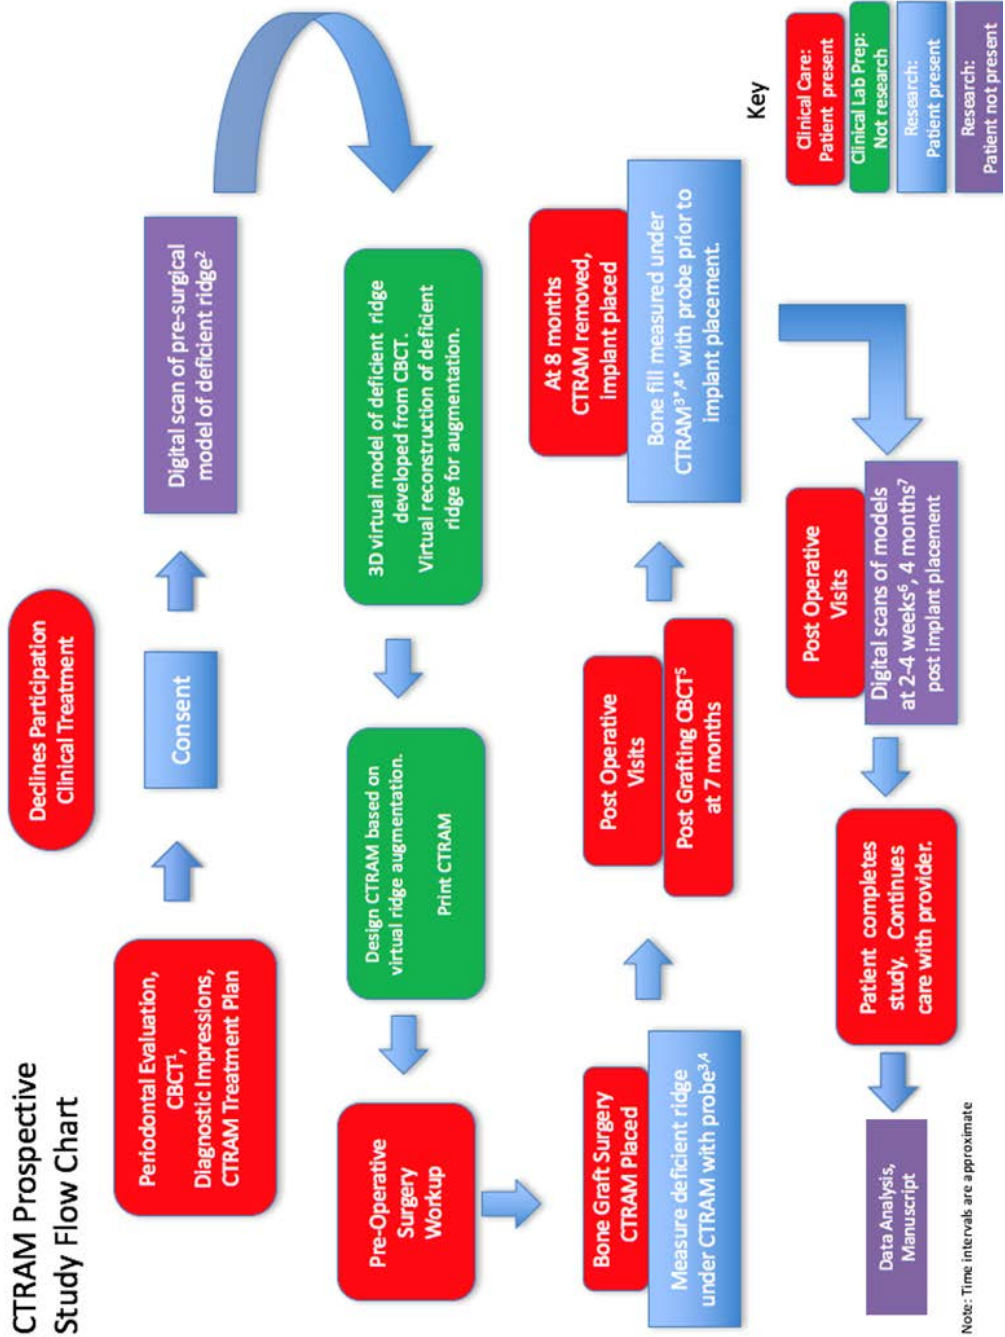 CTRAM Prospective
Study Flow Chart
Declines Participation
Clinical Treatment
Periodontal Evaluation,
CBCT¹,
Diagnostic Impressions,
CTRAM Treatment Plan
Consent
Digital scan of pre-surgical
model of deficient ridge²
3D virtual model of deficient ridge
developed from CBCT.
Virtual reconstruction of deficient
ridge for augmentation.
Design CTRAM based on
virtual ridge augmentation.
Print CTRAM
Pre-Operative
Surgery
Workup
Bone Graft Surgery
CTRAM Placed
Measure deficient ridge
under CTRAM with probe³,⁴
Post Operative
Visits
Post Grafting CBCT⁵
at 7 months
At 8 months
CTRAM removed,
implant placed
Bone fill measured under
CTRAM³*,⁴* with probe prior to
implant placement.
Post Operative
Visits
Digital scans of models
at 2-4 weeks⁶, 4 months⁷
post implant placement
Patient completes
study. Continues
care with provider.
Data Analysis,
Manuscript
Key
Clinical Care:
Patient present
Clinical Lab Prep:
Not research
Research:
Patient present
Research:
Patient not present
Note: Time intervals are approximate